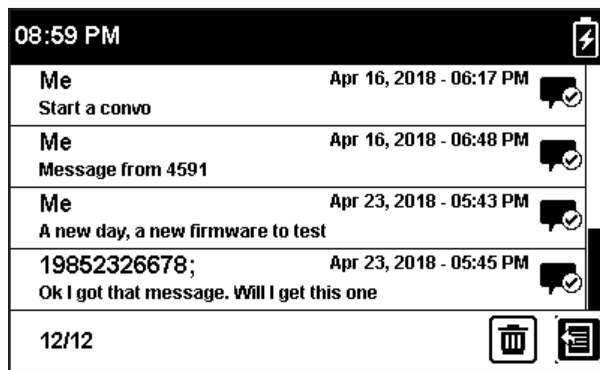 08:59 PM
Me Apr 16, 2018 - 06:17 PM
Start a convo
Me Apr 16, 2018 - 06:48 PM
Message from 4591
Me Apr 23, 2018 - 05:43 PM
A new day, a new firmware to test
19852326678; Apr 23, 2018 - 05:45 PM
Ok I got that message. Will I get this one
12/12